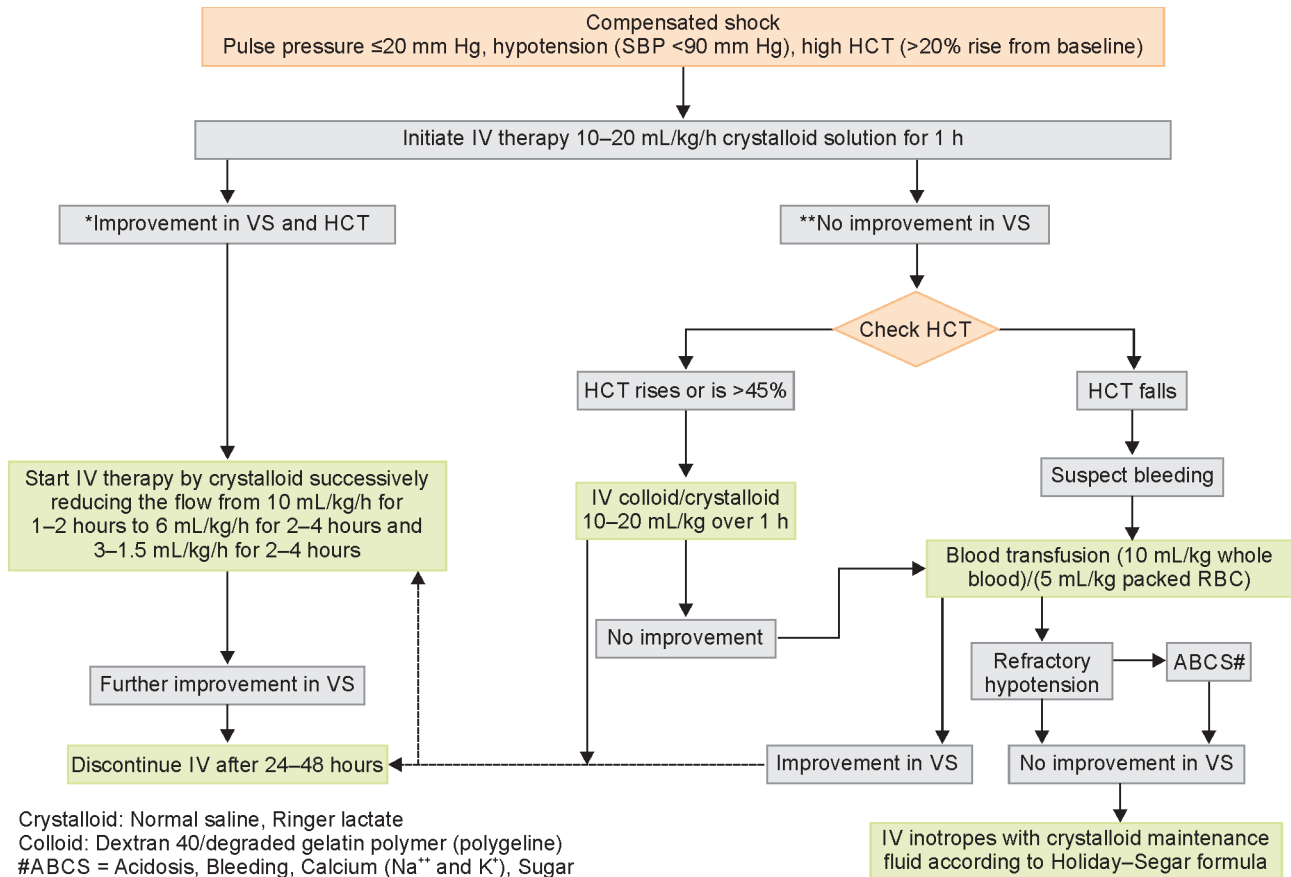 Compensated shock
Pulse pressure ≤20 mm Hg, hypotension (SBP <90 mm Hg), high HCT (>20% rise from baseline)
Initiate IV therapy 10–20 mL/kg/h crystalloid solution for 1 h
*Improvement in VS and HCT
**No improvement in VS
Check HCT
HCT rises or is >45%
HCT falls
Suspect bleeding
Start IV therapy by crystalloid successively
reducing the flow from 10 mL/kg/h for
1–2 hours to 6 mL/kg/h for 2–4 hours and
3–1.5 mL/kg/h for 2–4 hours
IV colloid/crystalloid
10–20 mL/kg over 1 h
Blood transfusion (10 mL/kg whole
blood)/(5 mL/kg packed RBC)
No improvement
Refractory
hypotension
ABCS#
Further improvement in VS
Discontinue IV after 24–48 hours
Improvement in VS
No improvement in VS
IV inotropes with crystalloid maintenance
fluid according to Holiday–Segar formula
Crystalloid: Normal saline, Ringer lactate
Colloid: Dextran 40/degraded gelatin polymer (polygeline)
#ABCS = Acidosis, Bleeding, Calcium (Na⁺⁺ and K⁺), Sugar